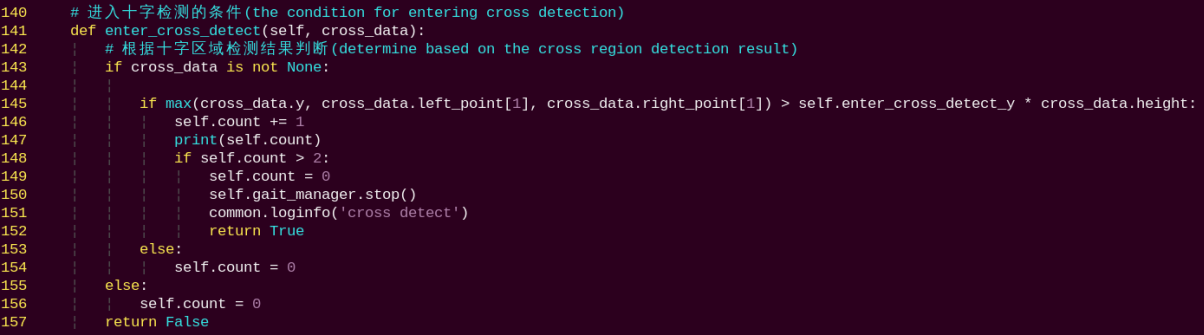 140     # 进入十字检测的条件(the condition for entering cross detection)
141     def enter_cross_detect(self, cross_data):
142         # 根据十字区域检测结果判断(determine based on the cross region detection result)
143         if cross_data is not None:
144
145             if max(cross_data.y, cross_data.left_point[1], cross_data.right_point[1]) > self.enter_cross_detect_y * cross_data.height:
146                 self.count += 1
147                 print(self.count)
148                 if self.count > 2:
149                     self.count = 0
150                     self.gait_manager.stop()
151                     common.loginfo('cross detect')
152                     return True
153             else:
154                 self.count = 0
155         else:
156             self.count = 0
157         return False